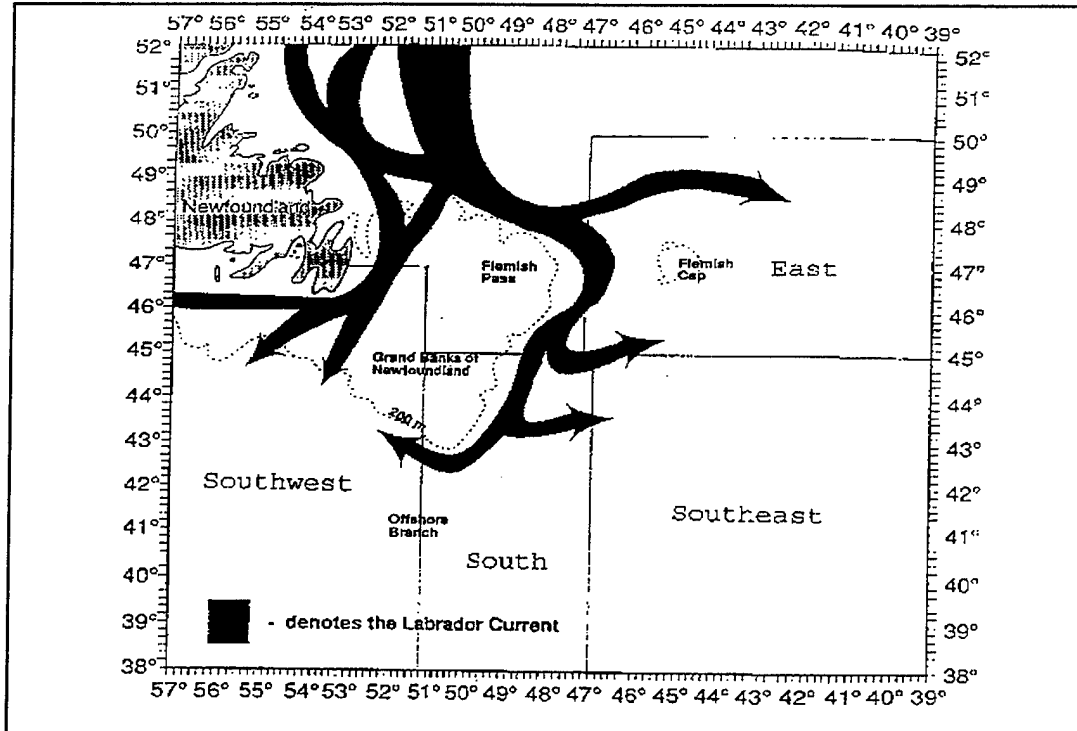 57° 56° 55° 54° 53° 52° 51° 50° 49° 48° 47° 46° 45° 44° 43° 42° 41° 40° 39°
52° 52°
51° 51°
50° 50°
49° 49°
Newfoundland
48° 48°
47° Flemish Flemish East 47°
Pass Cap
46° 46°
45° Grand Banks of 45°
Newfoundland
44° 44°
200 m
43° 43°
42° Southwest 42°
Southeast
41° Offshore 41°
Branch
South
40° 40°
39° - denotes the Labrador Current 39°
38° 38°
57° 56° 55° 54° 53° 52° 51° 50° 49° 48° 47° 46° 45° 44° 43° 42° 41° 40° 39°